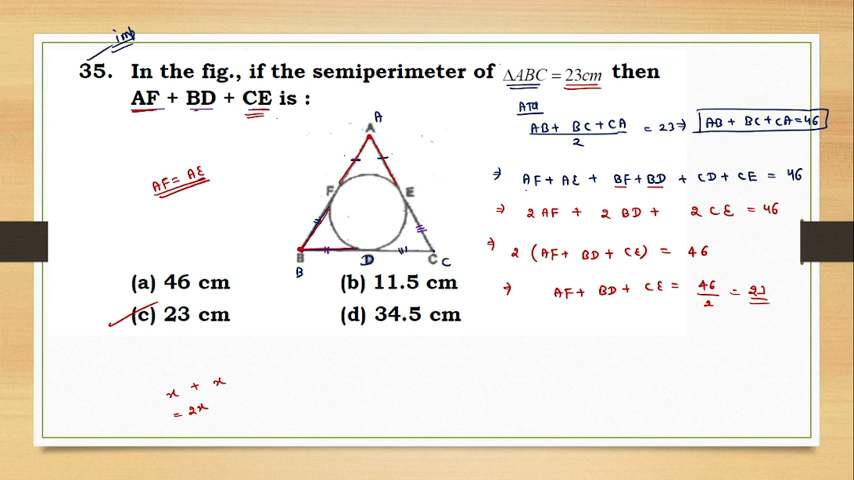 imp
35. In the fig., if the semiperimeter of ΔABC = 23cm then
AF + BD + CE is :
ATQ
AB + BC + CA / 2 = 23 ⇒ AB + BC + CA = 46
⇒ AF + AE + BF + BD + CD + CE = 46
⇒ 2 AF + 2 BD + 2 CE = 46
⇒ 2 (AF + BD + CE) = 46
⇒ AF + BD + CE = 46 / 2 = 23
AF = AE
A
A
F
E
B
D
C
B
C
(a) 46 cm
(b) 11.5 cm
(c) 23 cm
(d) 34.5 cm
x + x
= 2x